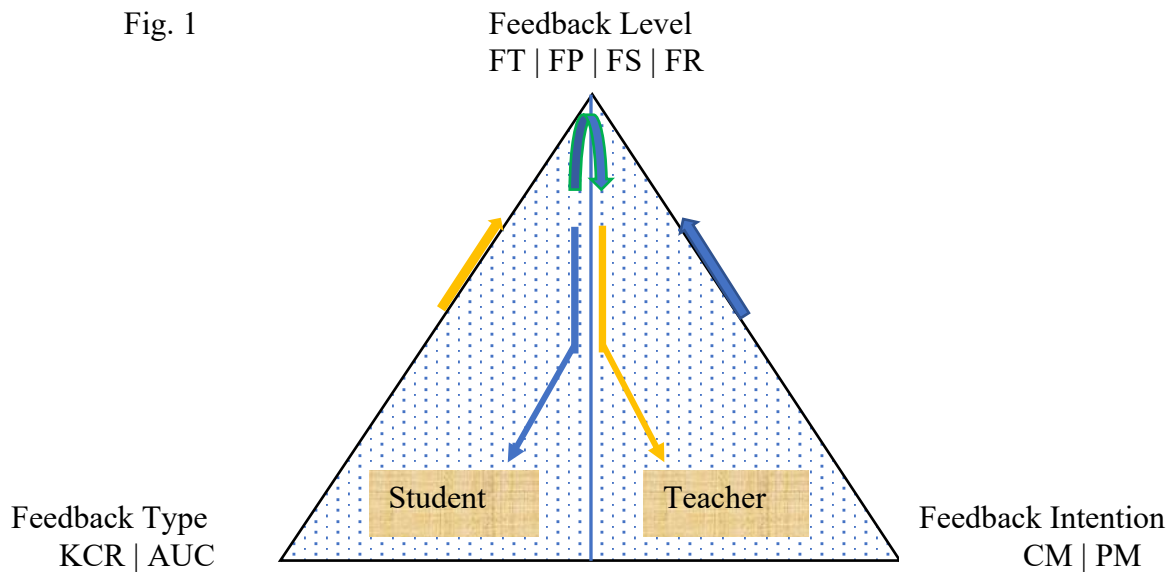 Fig. 1
Feedback Level
FT | FP | FS | FR
Student
Teacher
Feedback Type
KCR | AUC
Feedback Intention
CM | PM